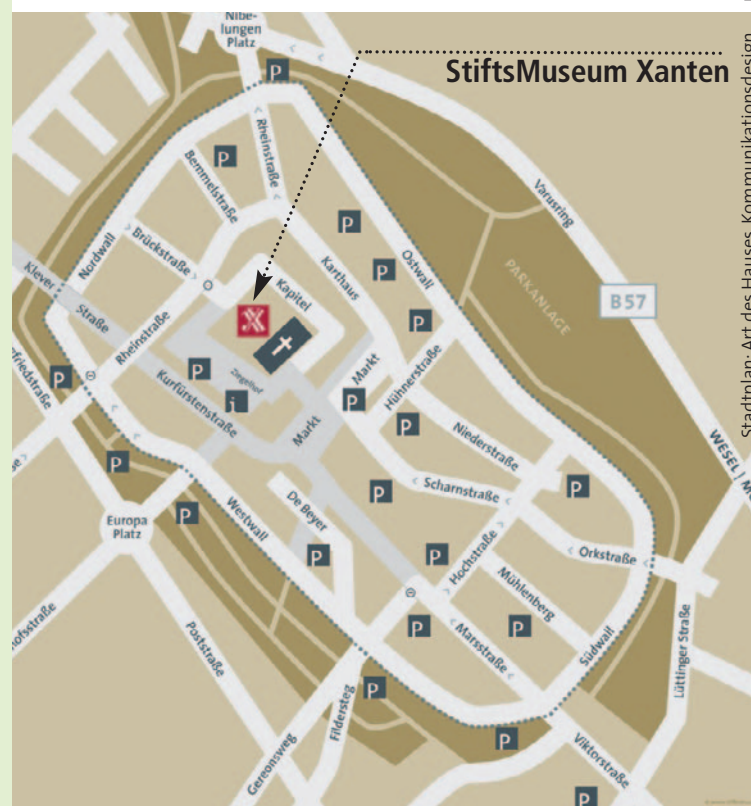 Nibe-
lungen
Platz
P
StiftsMuseum Xanten
Stadtplan: Art des Hauses, Kommunikationsdesign
Rheinstraße
P
Bemmelstraße
Varusring
P
Ostwall
Nordwall
Brückstraße
Karthaus
P
PARKANLAGE
Klever
Straße
Kapitel
B 57
P
Rheinstraße
Markt
Hühnerstraße
P
P
Ziegelhof
i
Kurfürstenstraße
Markt
P
P
Niederstraße
WESEL |
P
Scharnstraße
P
P
P
De Beyer
Westwall
Europa
Platz
P
P
Hochstraße
Orkstraße
Mühlenberg
P
P
Marsstraße
Südwall
Lüttinger Straße
Poststraße
P
Fildersteg
Gereonsweg
P
Viktorstraße
P